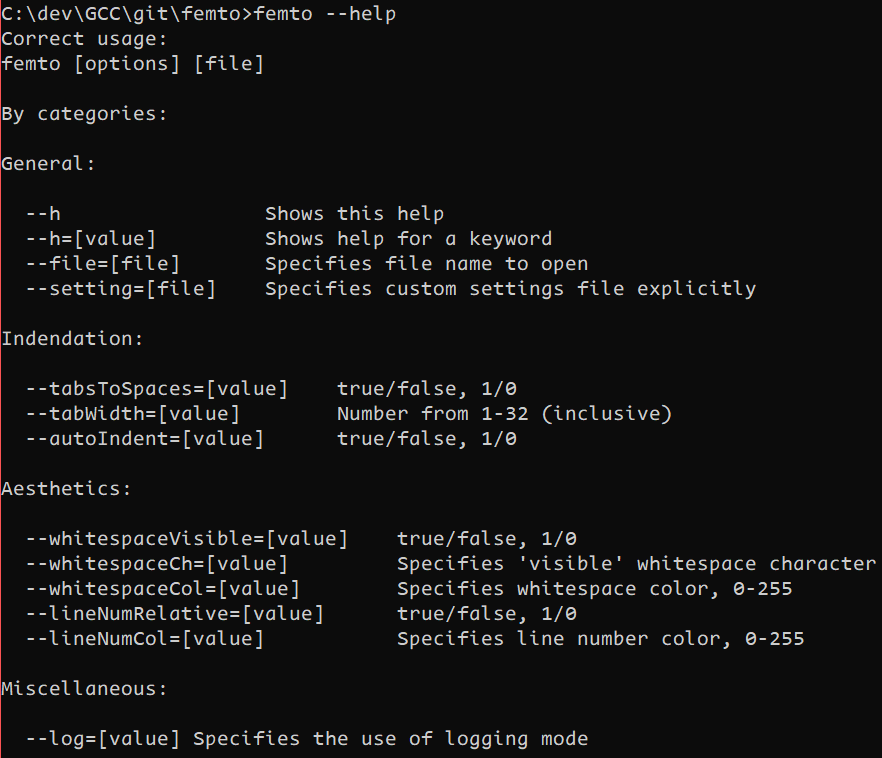 C:\dev\GCC\git\femto>femto --help
Correct usage:
femto [options] [file]
By categories:
General:
--h Shows this help
--h=[value] Shows help for a keyword
--file=[file] Specifies file name to open
--setting=[file] Specifies custom settings file explicitly
Indendation:
--tabsToSpaces=[value] true/false, 1/0
--tabWidth=[value] Number from 1-32 (inclusive)
--autoIndent=[value] true/false, 1/0
Aesthetics:
--whitespaceVisible=[value] true/false, 1/0
--whitespaceCh=[value] Specifies 'visible' whitespace character
--whitespaceCol=[value] Specifies whitespace color, 0-255
--lineNumRelative=[value] true/false, 1/0
--lineNumCol=[value] Specifies line number color, 0-255
Miscellaneous:
--log=[value] Specifies the use of logging mode